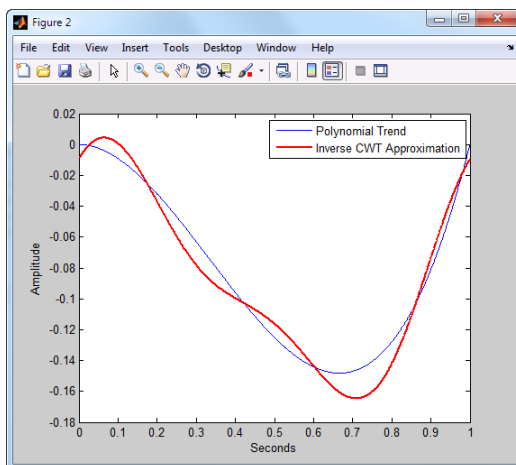 Figure 2
File Edit View Insert Tools Desktop Window Help
0.02
0
-0.02
-0.04
-0.06
-0.08
-0.1
-0.12
-0.14
-0.16
-0.18
Amplitude
Polynomial Trend
Inverse CWT Approximation
0 0.1 0.2 0.3 0.4 0.5 0.6 0.7 0.8 0.9 1
Seconds